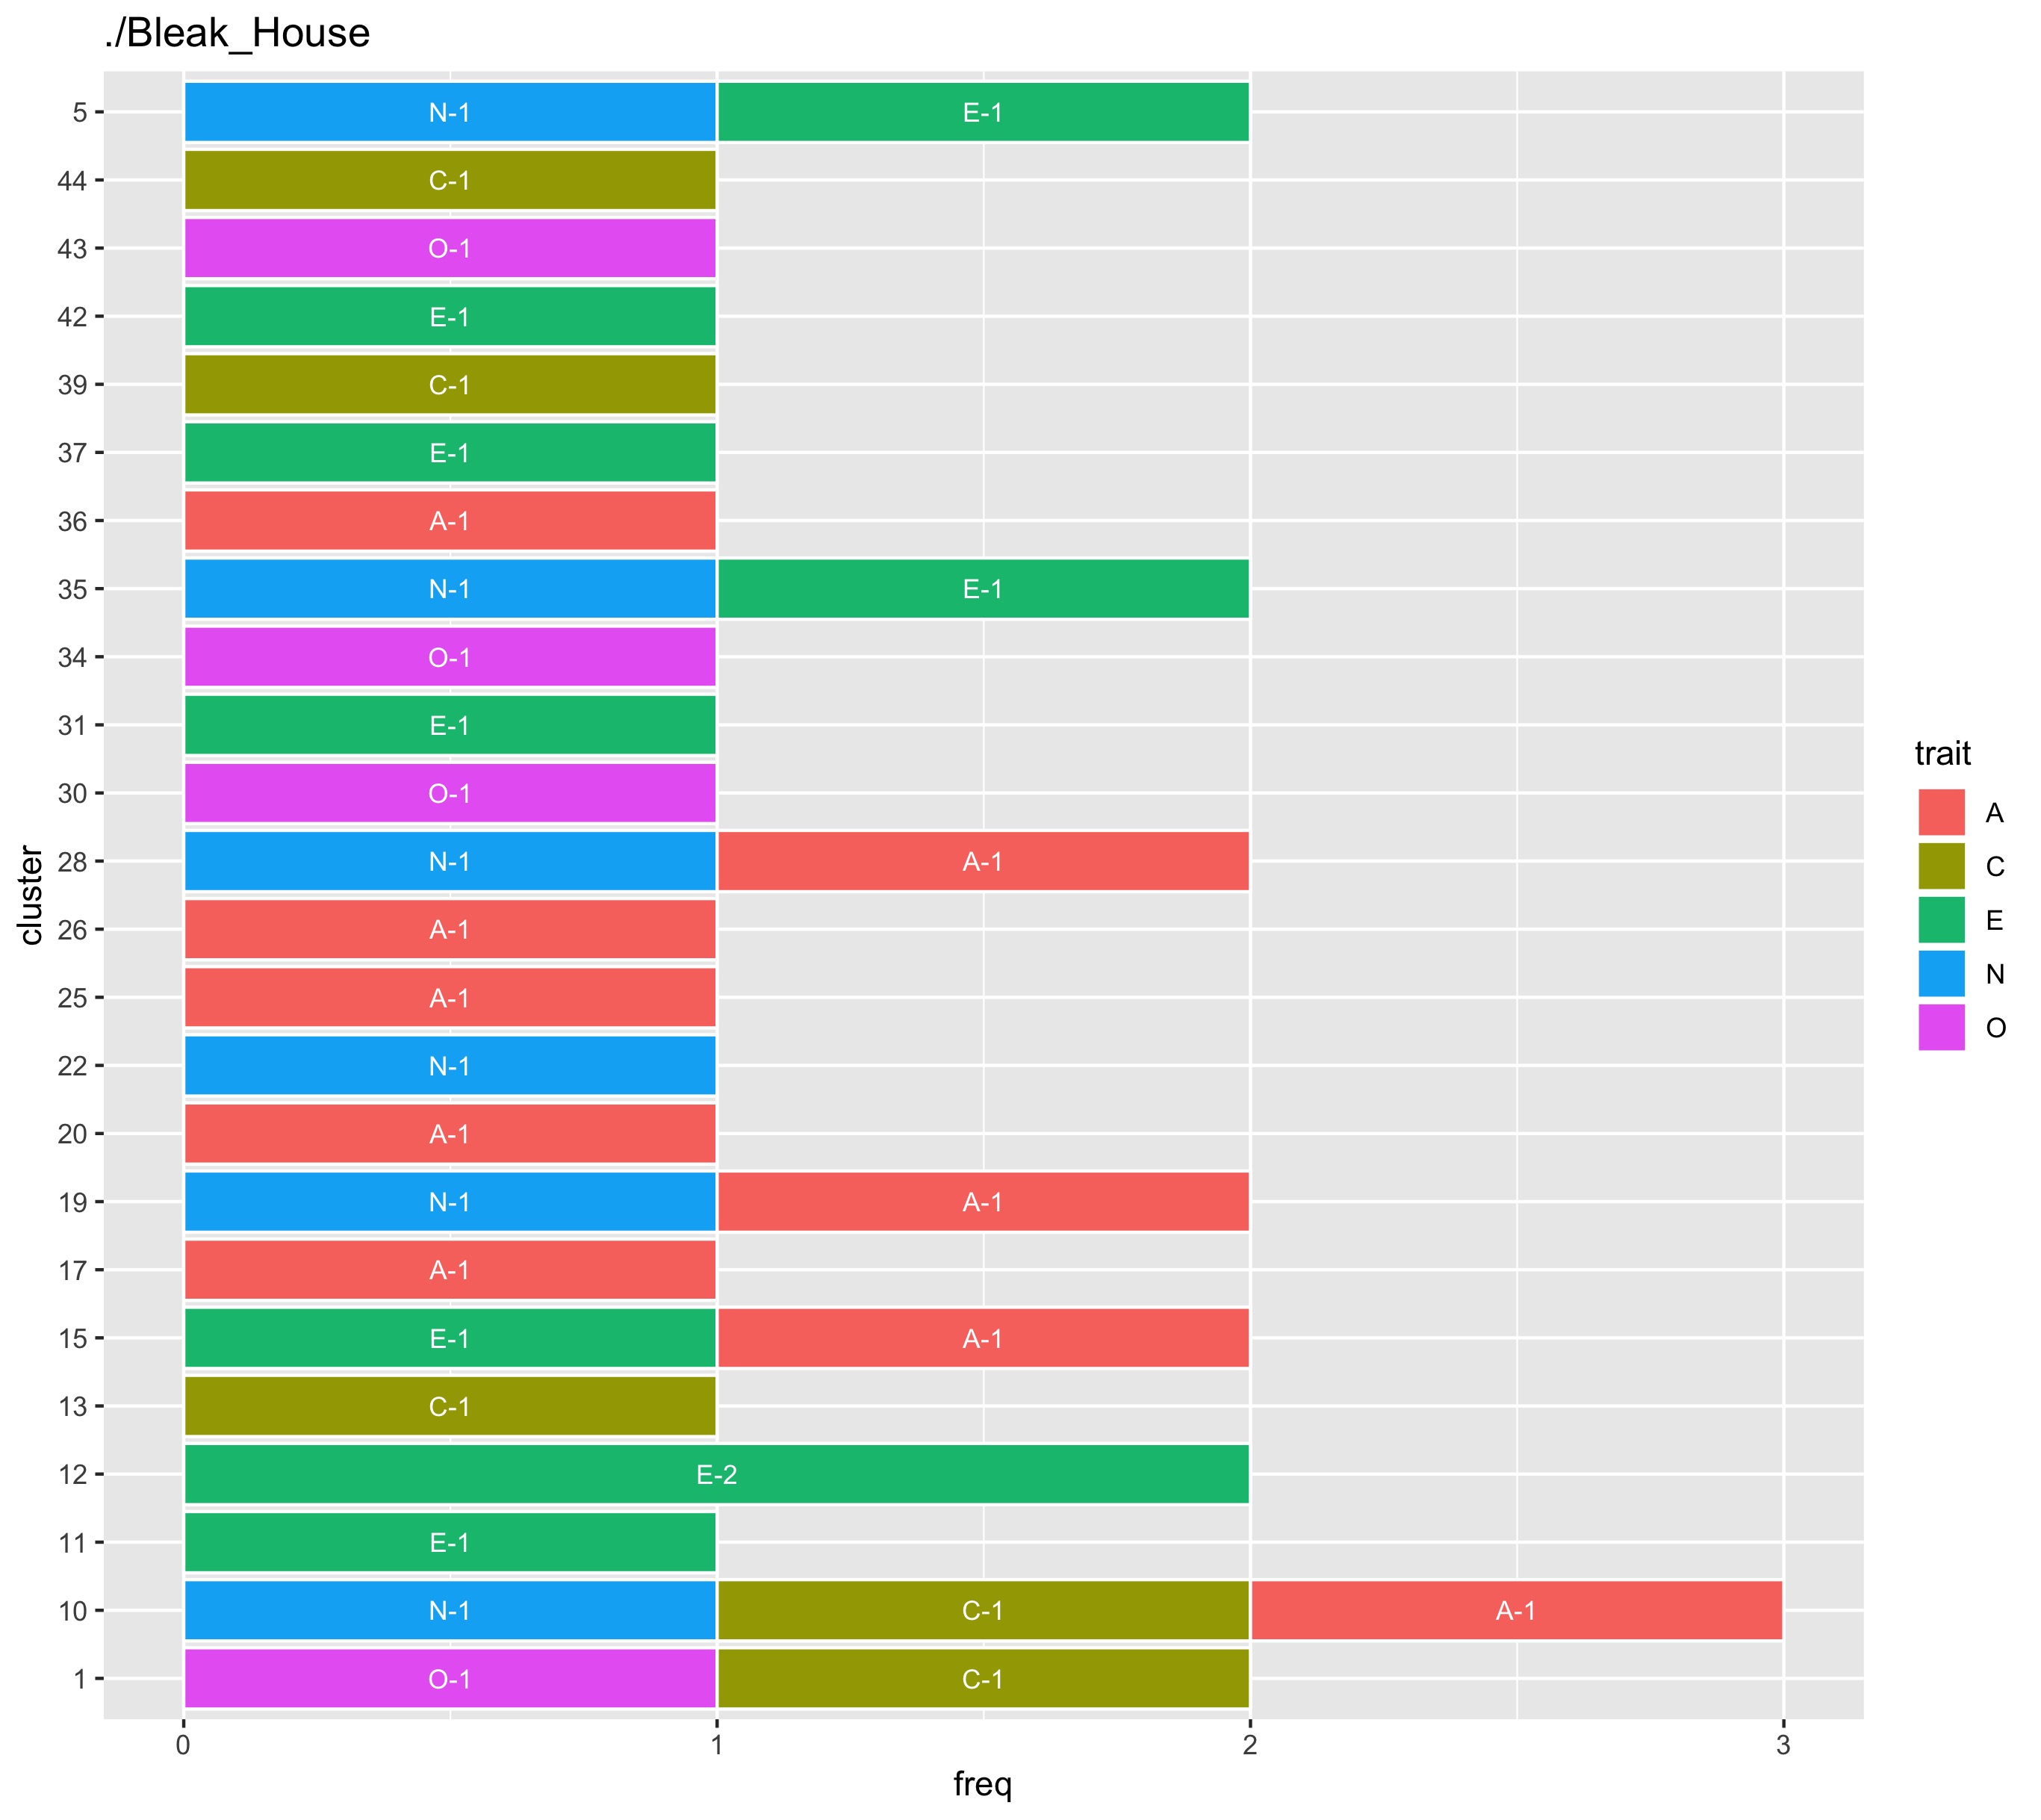 ./Bleak_House
5 N-1 E-1
44 C-1
43 O-1
42 E-1
39 C-1
37 E-1
36 A-1
35 N-1 E-1
34 O-1
31 E-1
30 O-1
28 N-1 A-1
26 A-1
25 A-1
22 N-1
20 A-1
19 N-1 A-1
17 A-1
15 E-1 A-1
13 C-1
12 E-2
11 E-1
10 N-1 C-1 A-1
1 O-1 C-1
0 1 2 3
freq
cluster
trait
A
C
E
N
O